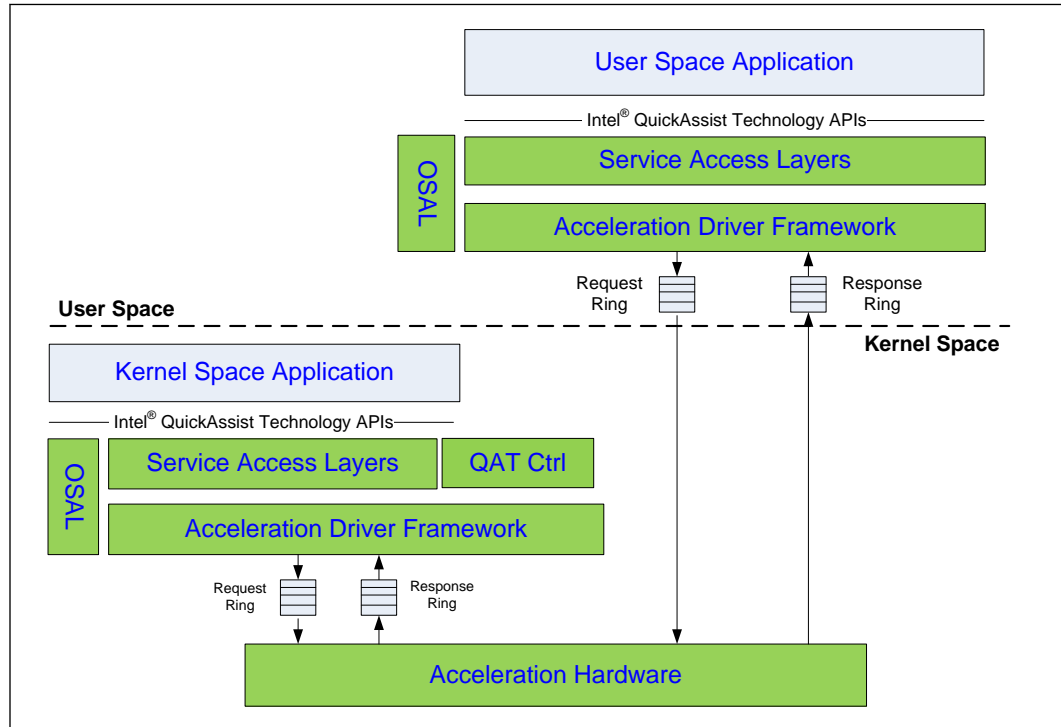 User Space Application
Intel® QuickAssist Technology APIs
OSAL
Service Access Layers
Acceleration Driver Framework
Request
Ring
Response
Ring
User Space
Kernel Space
Kernel Space Application
Intel® QuickAssist Technology APIs
OSAL
Service Access Layers
QAT Ctrl
Acceleration Driver Framework
Request
Ring
Response
Ring
Acceleration Hardware